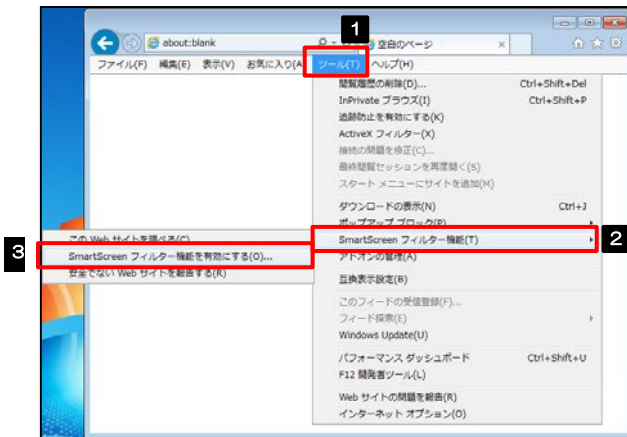 1
about:blank
空白のページ
ファイル(F) 編集(E) 表示(V) お気に入り(A ツール(T) ヘルプ(H)
閲覧履歴の削除(D)... Ctrl+Shift+Del
InPrivate ブラウズ(I) Ctrl+Shift+P
追跡防止を有効にする(K)
ActiveX フィルター(X)
接続の問題を修正(C)...
最終閲覧セッションを再度開く(S)
スタート メニューにサイトを追加(M)
ダウンロードの表示(N) Ctrl+J
ポップアップ ブロック(P)
SmartScreen フィルター機能(T)
2
この Web サイトを調べる(C)
3
SmartScreen フィルター機能を有効にする(O)...
安全でない Web サイトを報告する(R)
アドオンの管理(A)
互換表示設定(B)
このフィードの受信登録(F)...
フィード探索(E)
Windows Update(U)
パフォーマンス ダッシュボード Ctrl+Shift+U
F12 開発者ツール(L)
Web サイトの問題を報告(R)
インターネット オプション(O)